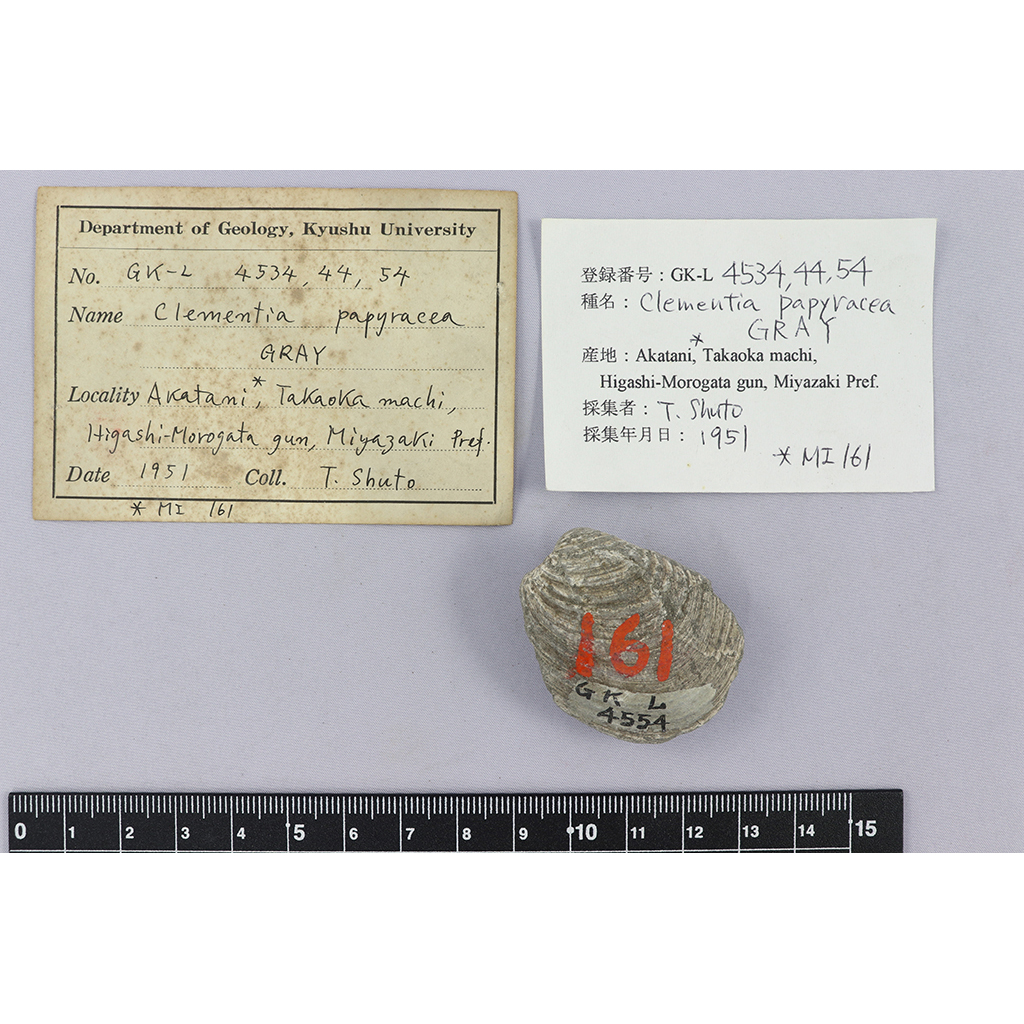 Department of Geology, Kyushu University
No. GK-L 4534, 44, 54
Name Clementia papyracea
GRAY
Locality Akatani*, Takaoka machi,
Higashi-Morogata gun, Miyazaki Pref.
Date 1951 Coll. T. Shuto
* MI 161
登録番号：GK-L 4534, 44, 54
種名：Clementia papyracea
GRAY
産地：Akatani,* Takaoka machi,
Higashi-Morogata gun, Miyazaki Pref.
採集者：T. Shuto
採集年月日：1951
* MI 161
161
GK L
4554
0 1 2 3 4 5 6 7 8 9 10 11 12 13 14 15